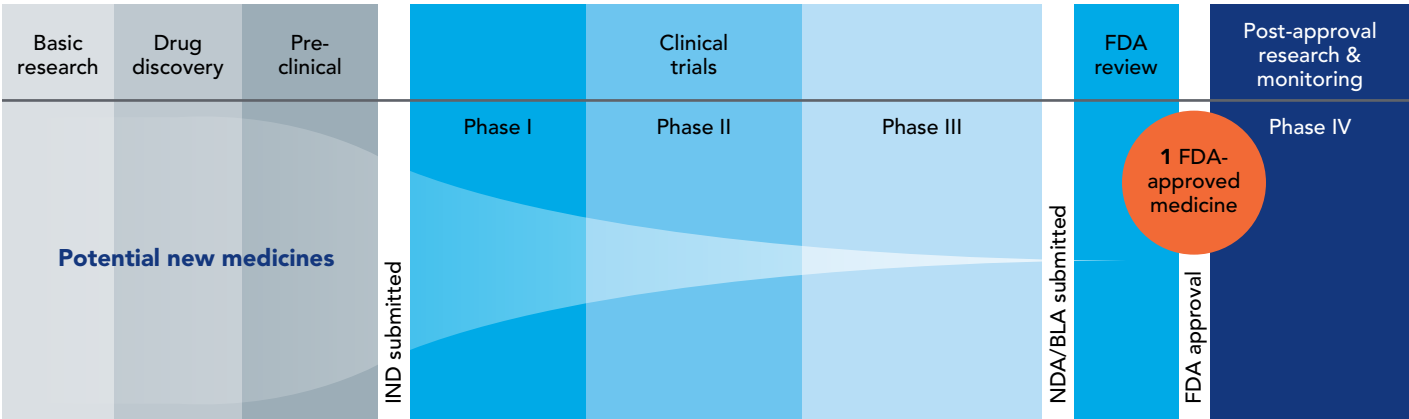 Basic
research
Drug
discovery
Pre-
clinical
Clinical
trials
FDA
review
Post-approval
research &
monitoring
Phase I
Phase II
Phase III
Phase IV
1 FDA-
approved
medicine
Potential new medicines
IND submitted
NDA/BLA submitted
FDA approval